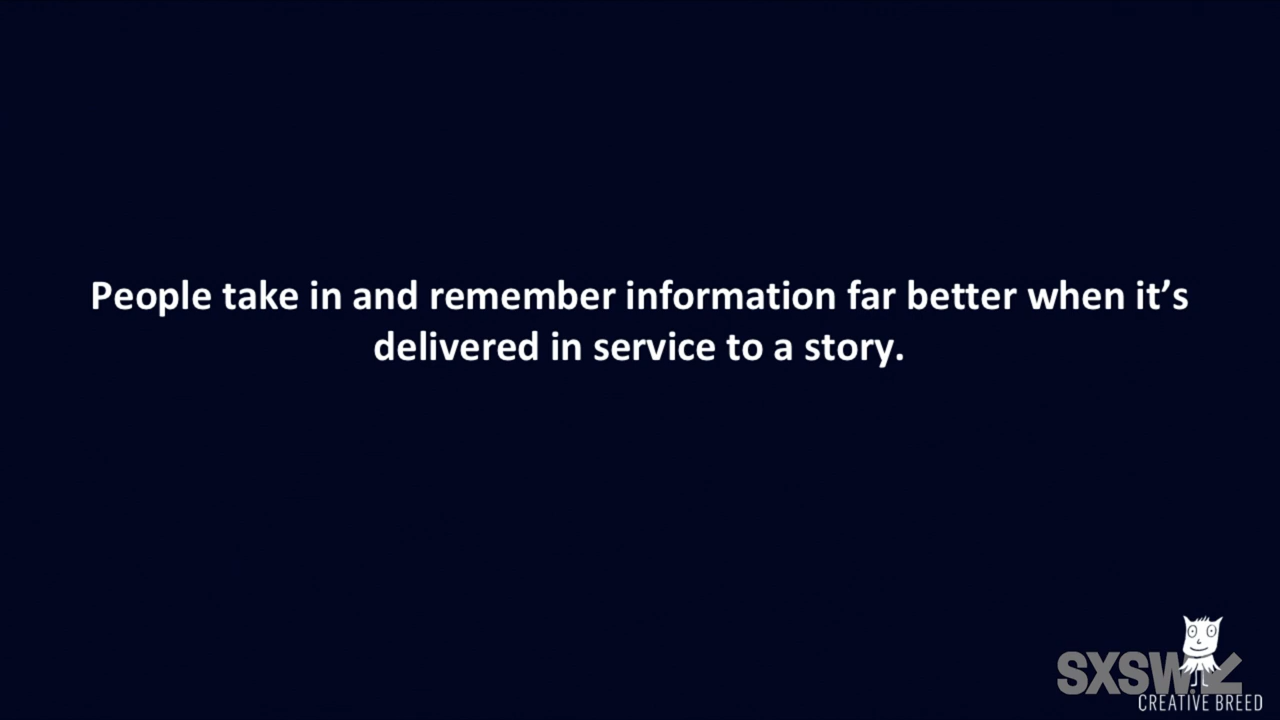 People take in and remember information far better when it’s
delivered in service to a story.
SXSW
CREATIVE BREED